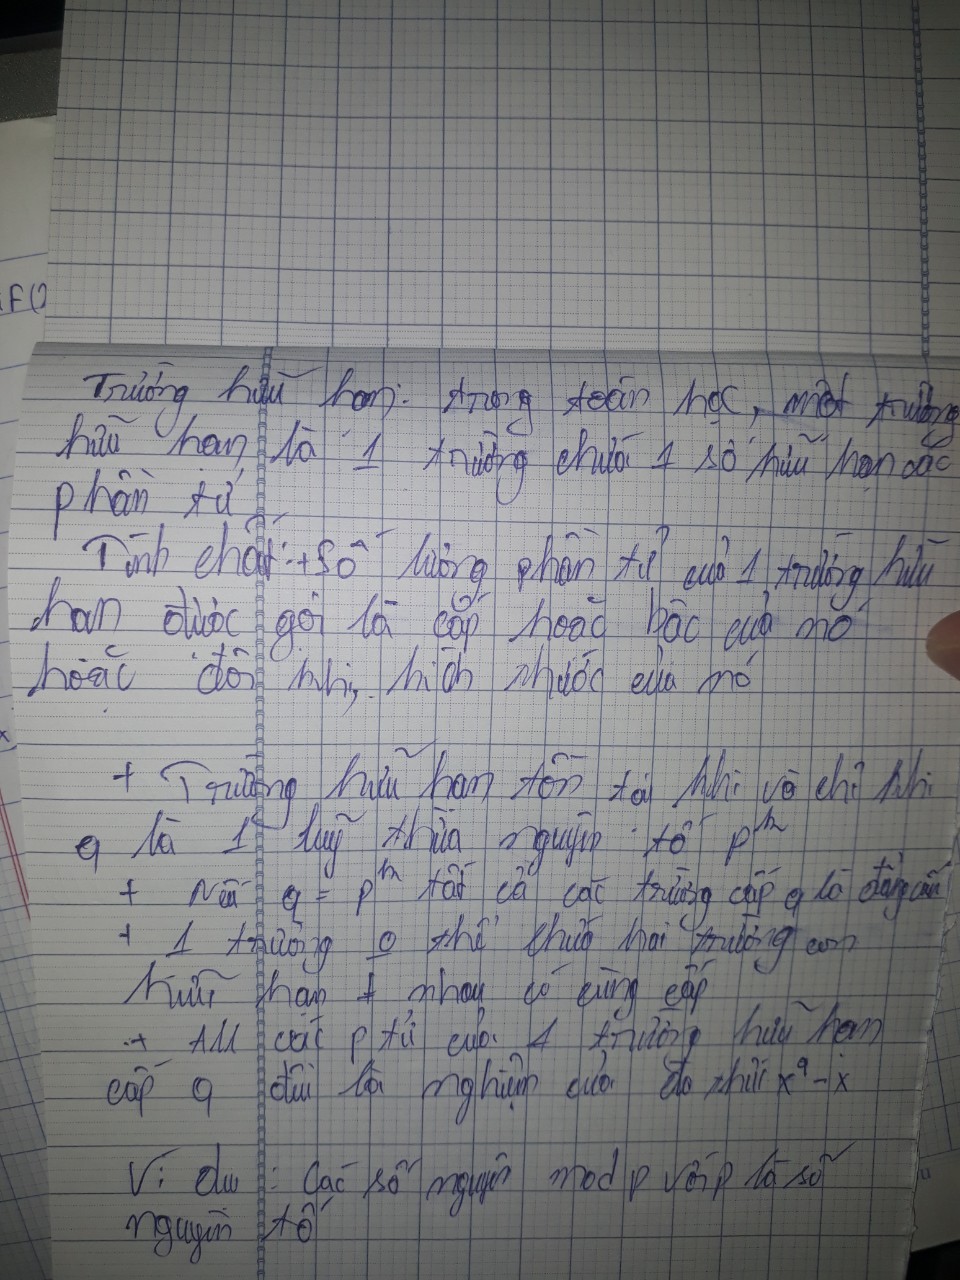 F(
Trường hữu hạn: trong toán học, một trường
hữu hạn là 1 trường chứa 1 số hữu hạn các
phần tử
Tính chất: + Số lượng phần tử của 1 trường hữu
hạn được gọi là cấp hoặc bậc của nó
hoặc đôi khi, kích thước của nó
+ Trường hữu hạn tồn tại khi và chỉ khi
q là 1 luỹ thừa nguyên tố p^k
+ Nếu q = p^k tất cả các trường cấp q là đẳng cấu
+ 1 trường 0 thể chứa hai trường con
hữu hạn ≠ nhau có cùng cấp
+ All các p tử của 1 trường hữu hạn
cấp q đều là nghiệm của đa thức x^q - x
Ví dụ: Các số nguyên mod p với p là số
nguyên tố